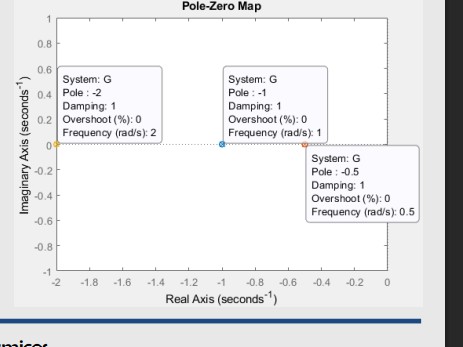 Pole-Zero Map
1
0.8
0.6
0.4
0.2
0
-0.2
-0.4
-0.6
-0.8
-1
Imaginary Axis (seconds⁻¹)
System: G
Pole : -2
Damping: 1
Overshoot (%): 0
Frequency (rad/s): 2
System: G
Pole : -1
Damping: 1
Overshoot (%): 0
Frequency (rad/s): 1
System: G
Pole : -0.5
Damping: 1
Overshoot (%): 0
Frequency (rad/s): 0.5
-2 -1.8 -1.6 -1.4 -1.2 -1 -0.8 -0.6 -0.4 -0.2 0
Real Axis (seconds⁻¹)